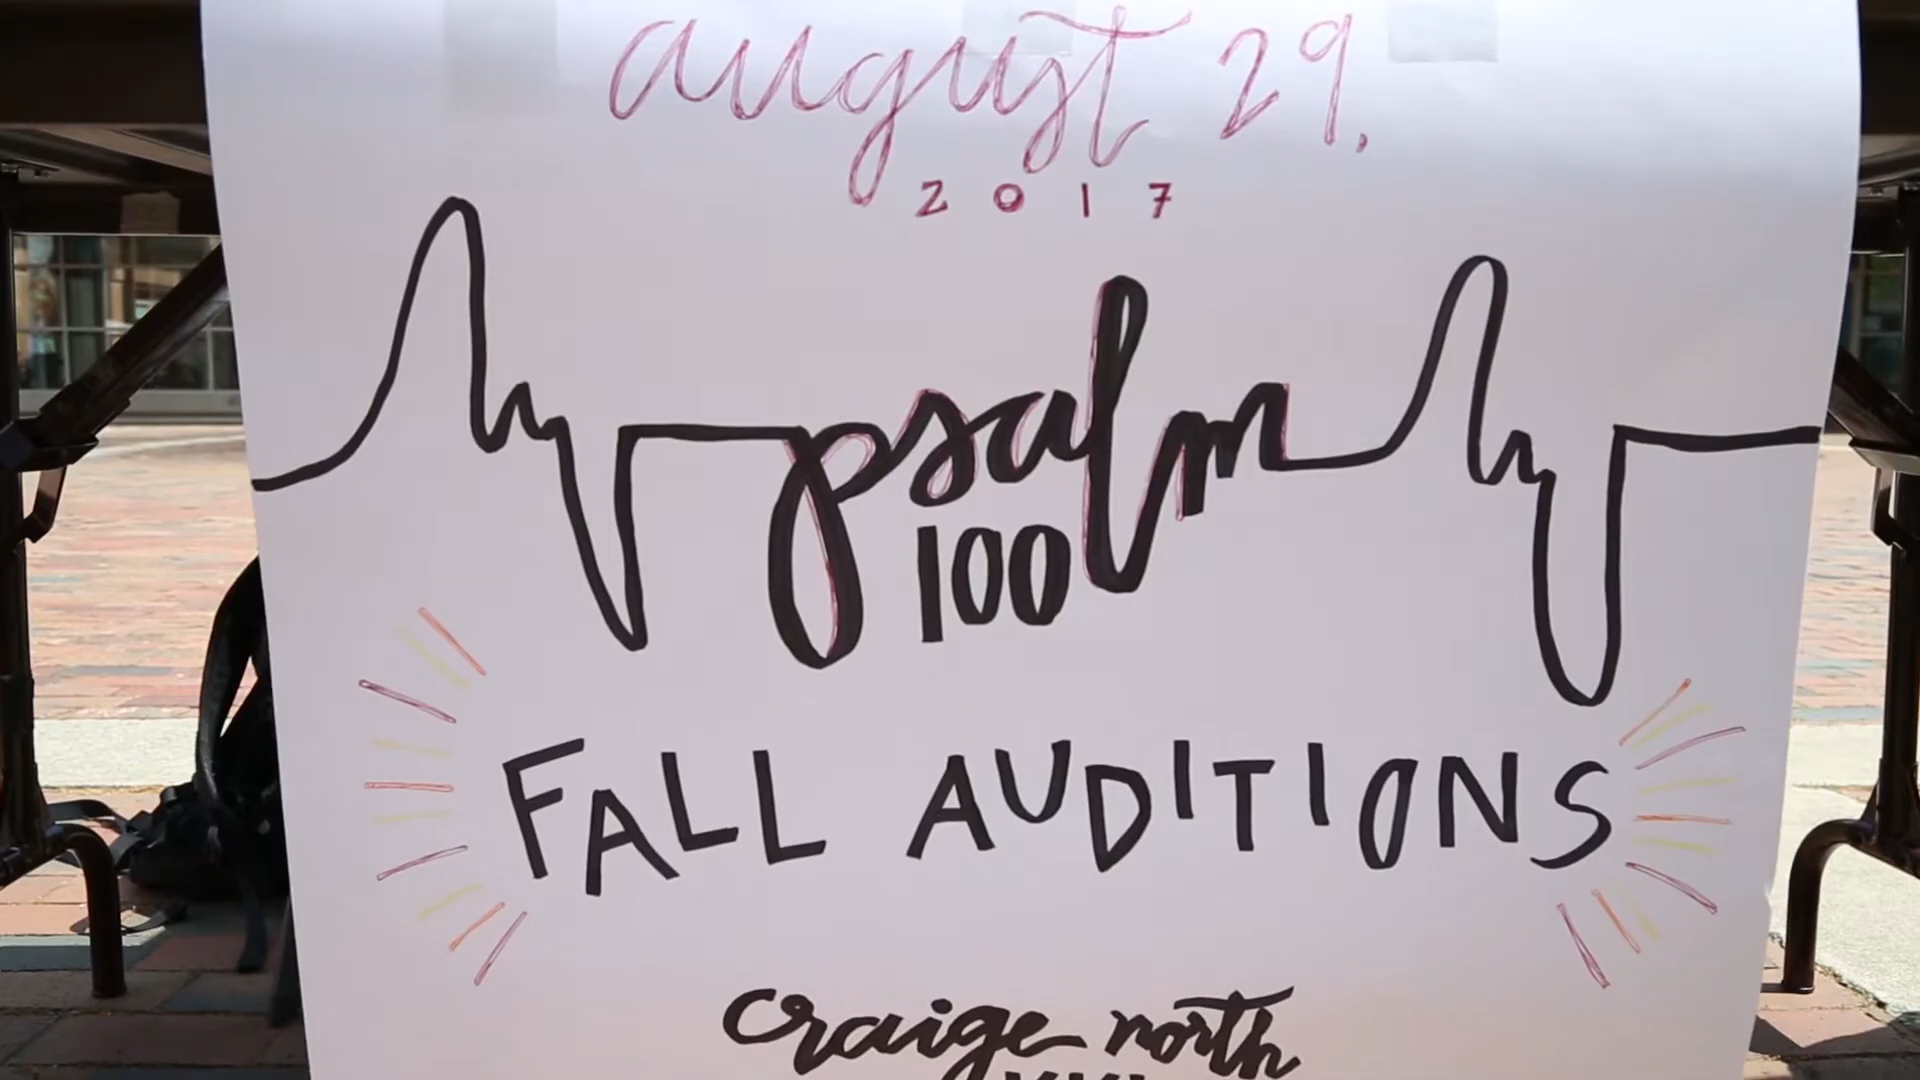 august 29,
2017
psalm
100
FALL AUDITIONS
craige north